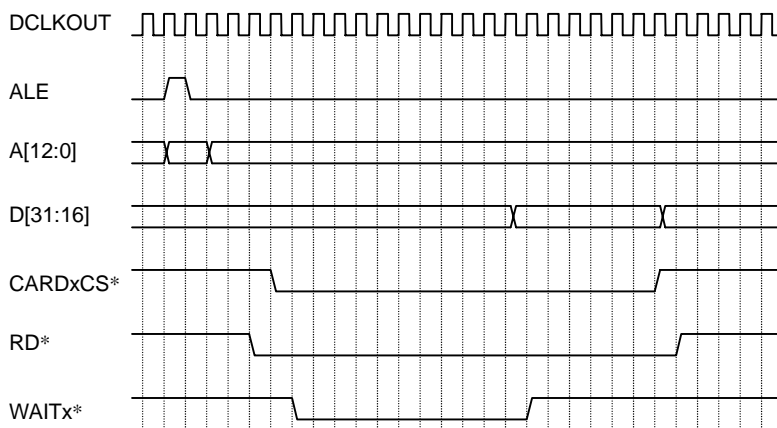 DCLKOUT
ALE
A[12:0]
D[31:16]
CARDxCS*
RD*
WAITx*